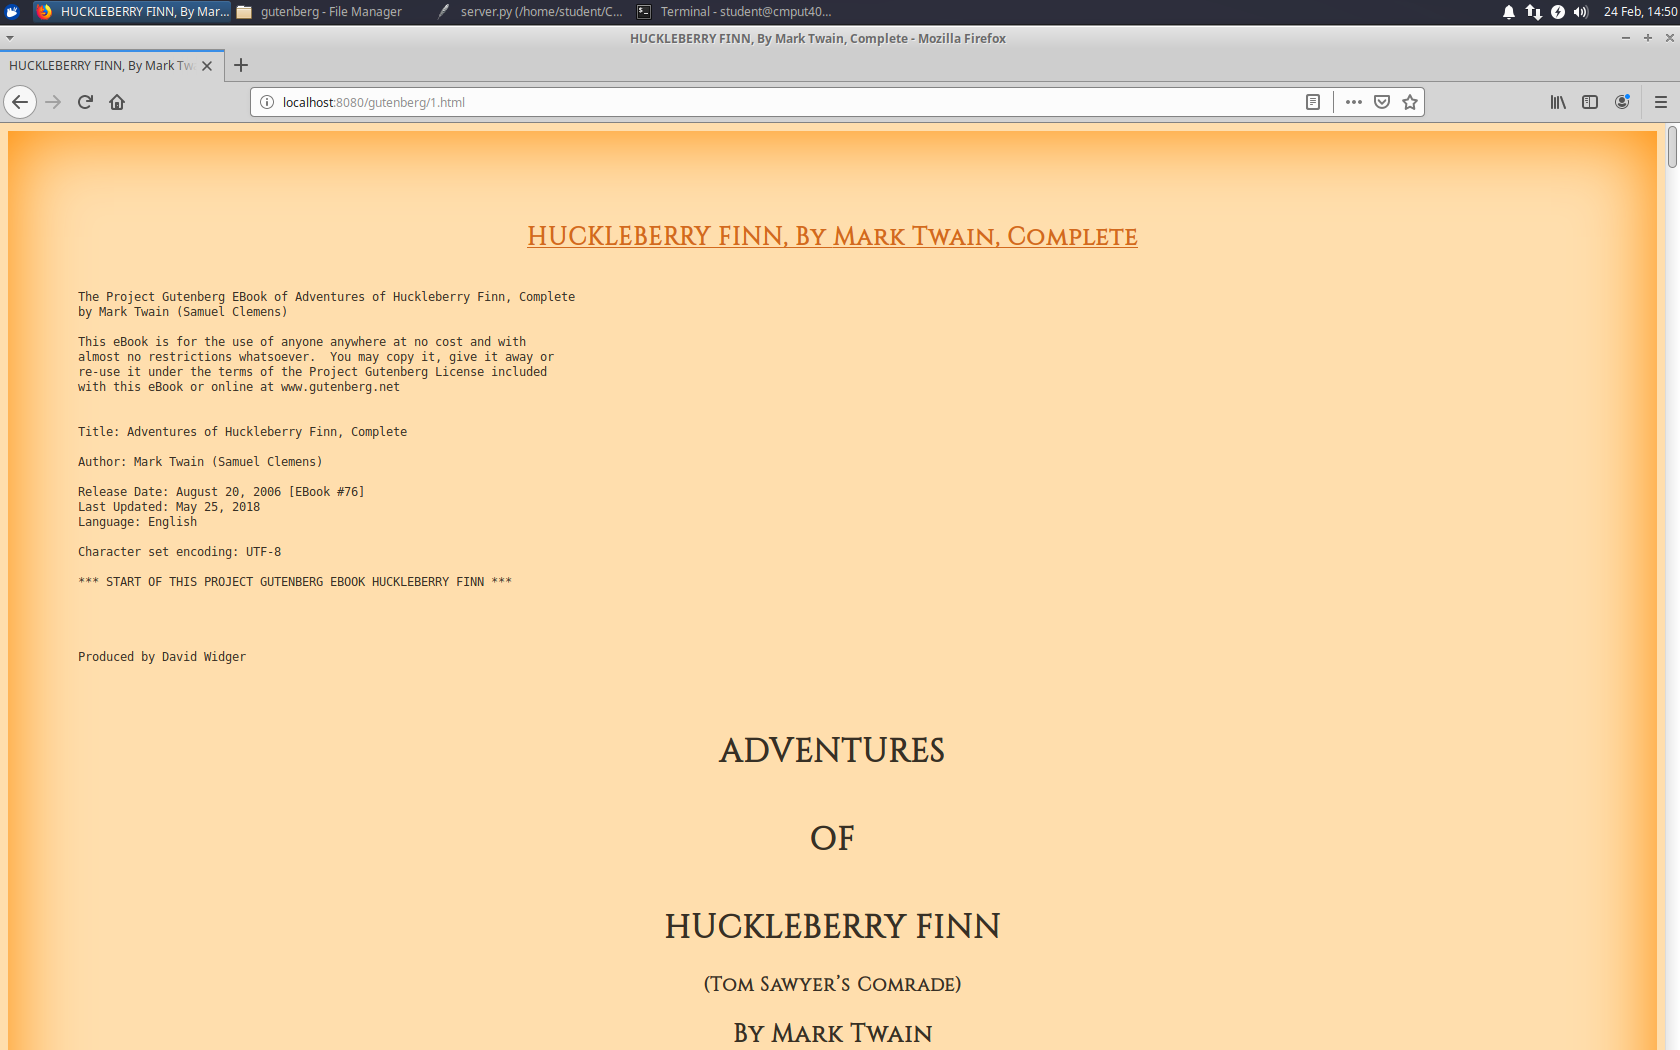 HUCKLEBERRY FINN, By Mar... gutenberg - File Manager server.py (/home/student/C... Terminal - student@cmput40... 24 Feb, 14:50
HUCKLEBERRY FINN, By Mark Twain, Complete - Mozilla Firefox
HUCKLEBERRY FINN, By Mark Tw
localhost:8080/gutenberg/1.html
HUCKLEBERRY FINN, By Mark Twain, Complete
The Project Gutenberg EBook of Adventures of Huckleberry Finn, Complete
by Mark Twain (Samuel Clemens)
This eBook is for the use of anyone anywhere at no cost and with
almost no restrictions whatsoever.  You may copy it, give it away or
re-use it under the terms of the Project Gutenberg License included
with this eBook or online at www.gutenberg.net
Title: Adventures of Huckleberry Finn, Complete
Author: Mark Twain (Samuel Clemens)
Release Date: August 20, 2006 [EBook #76]
Last Updated: May 25, 2018
Language: English
Character set encoding: UTF-8
*** START OF THIS PROJECT GUTENBERG EBOOK HUCKLEBERRY FINN ***
Produced by David Widger
ADVENTURES
OF
HUCKLEBERRY FINN
(Tom Sawyer’s Comrade)
By Mark Twain